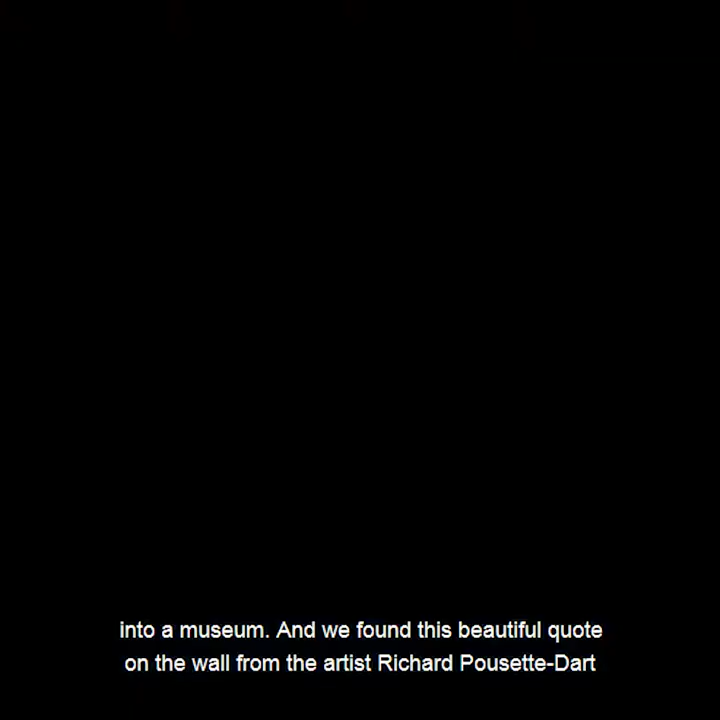 into a museum. And we found this beautiful quote
on the wall from the artist Richard Pousette-Dart